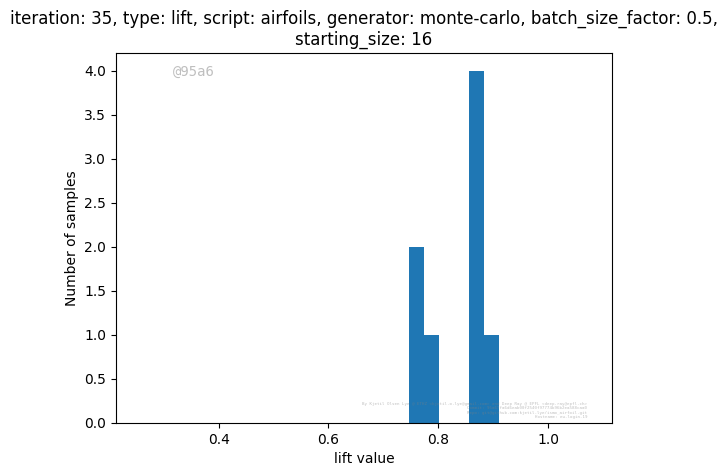 iteration: 35, type: lift, script: airfoils, generator: monte-carlo, batch_size_factor: 0.5,
starting_size: 16
@95a6
4.0
3.5
3.0
2.5
2.0
1.5
1.0
0.5
0.0
Number of samples
0.4 0.6 0.8 1.0
lift value